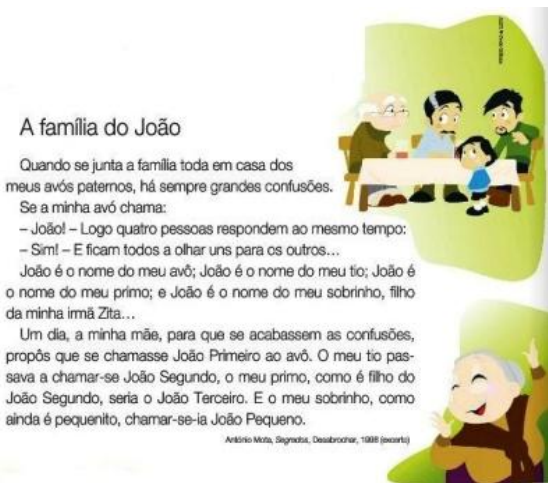 A família do João
Quando se junta a família toda em casa dos
meus avós paternos, há sempre grandes confusões.
Se a minha avó chama:
– João! – Logo quatro pessoas respondem ao mesmo tempo:
– Sim! – E ficam todos a olhar uns para os outros...
João é o nome do meu avô; João é o nome do meu tio; João é
o nome do meu primo; e João é o nome do meu sobrinho, filho
da minha irmã Zita...
Um dia, a minha mãe, para que se acabassem as confusões,
propôs que se chamasse João Primeiro ao avô. O meu tio pas-
sava a chamar-se João Segundo, o meu primo, como é filho do
João Segundo, seria o João Terceiro. E o meu sobrinho, como
ainda é pequenito, chamar-se-ia João Pequeno.
António Mota, Segredos, Desabrochar, 1998 (excerto)